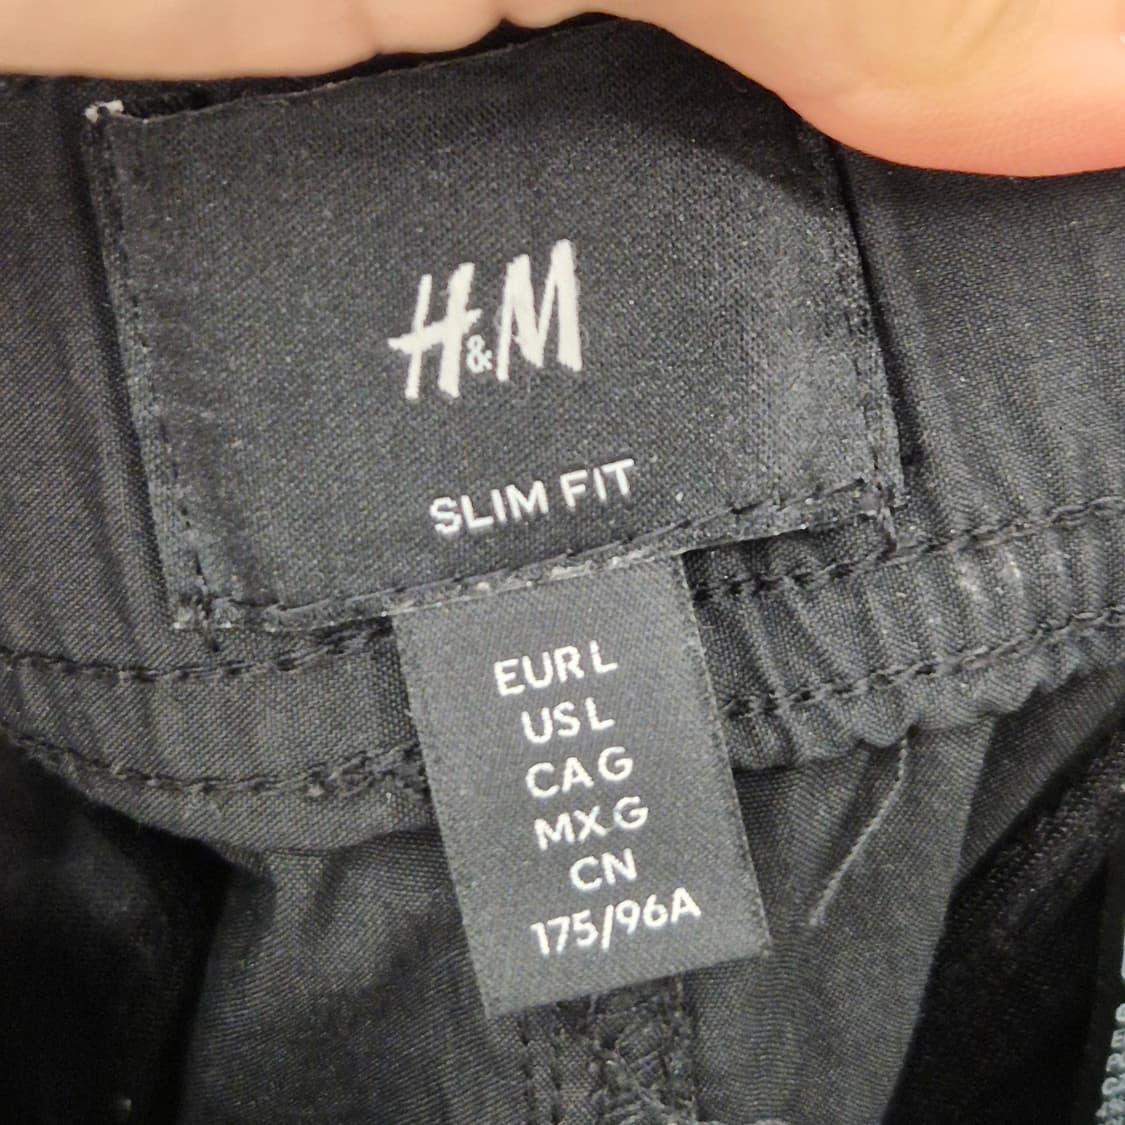 H&M
SLIM FIT
EUR L
US L
CA G
MX G
CN
175/96A